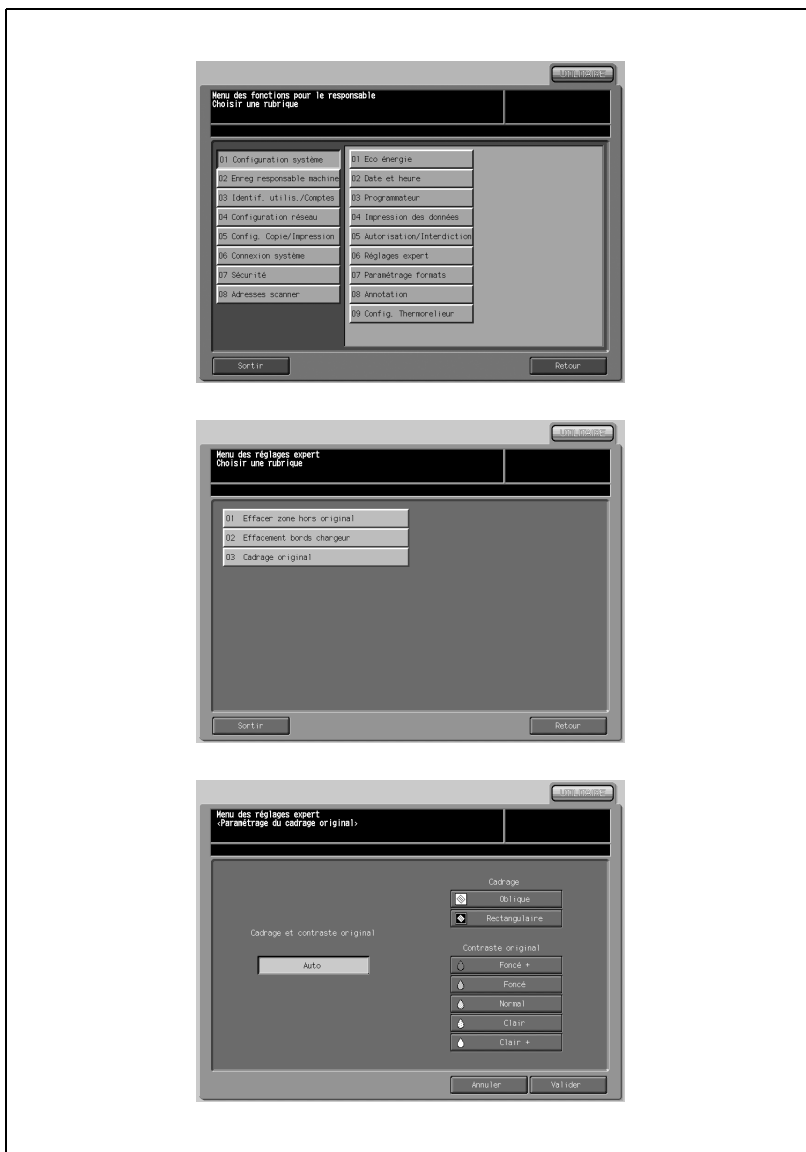 UTILITAIRE
Menu des fonctions pour le responsable
Choisir une rubrique
01 Configuration système
02 Enreg responsable machine
03 Identif. utilis./Comptes
04 Configuration réseau
05 Config. Copie/Impression
06 Connexion système
07 Sécurité
08 Adresses scanner
01 Eco énergie
02 Date et heure
03 Programmateur
04 Impression des données
05 Autorisation/Interdiction
06 Réglages expert
07 Paramétrage formats
08 Annotation
09 Config. Thermorelieur
Sortir
Retour
UTILITAIRE
Menu des réglages expert
Choisir une rubrique
01 Effacer zone hors original
02 Effacement bords chargeur
03 Cadrage original
Sortir
Retour
UTILITAIRE
Menu des réglages expert
<Paramétrage du cadrage original>
Cadrage et contraste original
Auto
Cadrage
Oblique
Rectangulaire
Contraste original
Foncé +
Foncé
Normal
Clair
Clair +
Annuler
Valider